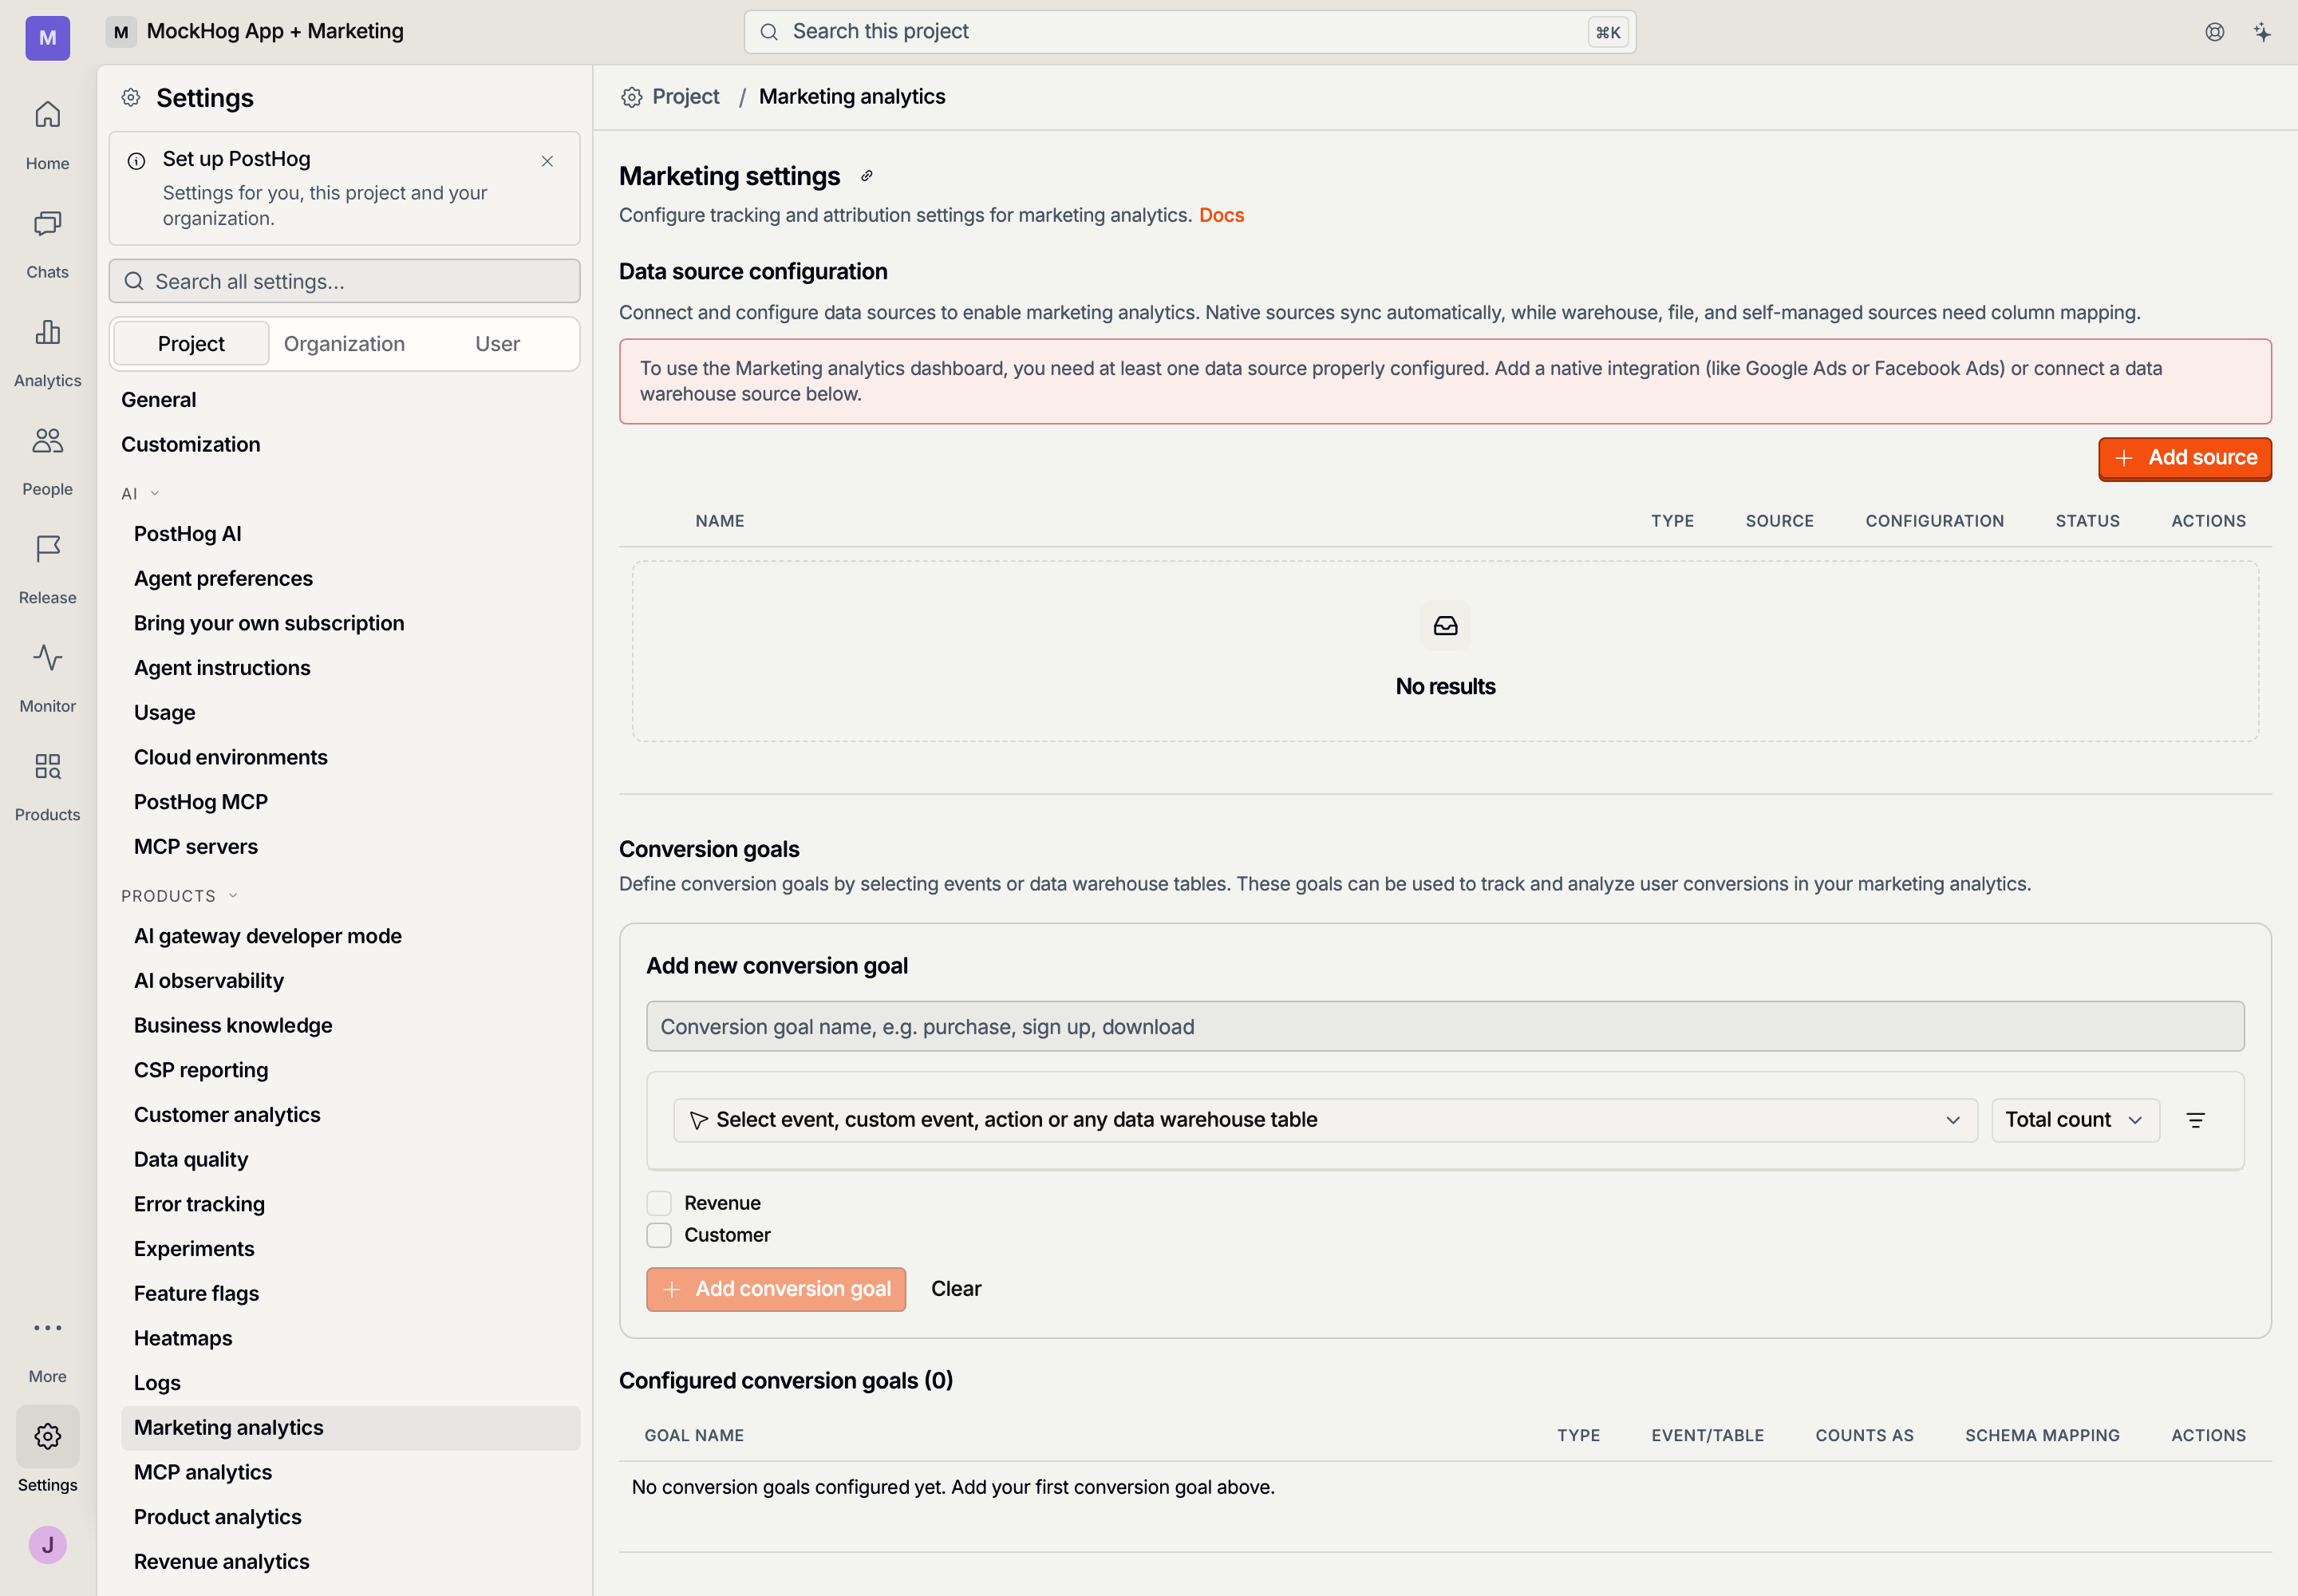 M
M MockHog App + Marketing
Search this project
⌘K
Home
Chats
Analytics
People
Release
Monitor
Products
More
Settings
J
Settings
Set up PostHog
Settings for you, this project and your
organization.
Search all settings...
Project Organization User
General
Customization
AI
PostHog AI
Agent preferences
Bring your own subscription
Agent instructions
Usage
Cloud environments
PostHog MCP
MCP servers
PRODUCTS
AI gateway developer mode
AI observability
Business knowledge
CSP reporting
Customer analytics
Data quality
Error tracking
Experiments
Feature flags
Heatmaps
Logs
Marketing analytics
MCP analytics
Product analytics
Revenue analytics
Project / Marketing analytics
Marketing settings
Configure tracking and attribution settings for marketing analytics. Docs
Data source configuration
Connect and configure data sources to enable marketing analytics. Native sources sync automatically, while warehouse, file, and self-managed sources need column mapping.
To use the Marketing analytics dashboard, you need at least one data source properly configured. Add a native integration (like Google Ads or Facebook Ads) or connect a data
warehouse source below.
Add source
NAME TYPE SOURCE CONFIGURATION STATUS ACTIONS
No results
Conversion goals
Define conversion goals by selecting events or data warehouse tables. These goals can be used to track and analyze user conversions in your marketing analytics.
Add new conversion goal
Conversion goal name, e.g. purchase, sign up, download
Select event, custom event, action or any data warehouse table Total count
Revenue
Customer
Add conversion goal Clear
Configured conversion goals (0)
GOAL NAME TYPE EVENT/TABLE COUNTS AS SCHEMA MAPPING ACTIONS
No conversion goals configured yet. Add your first conversion goal above.